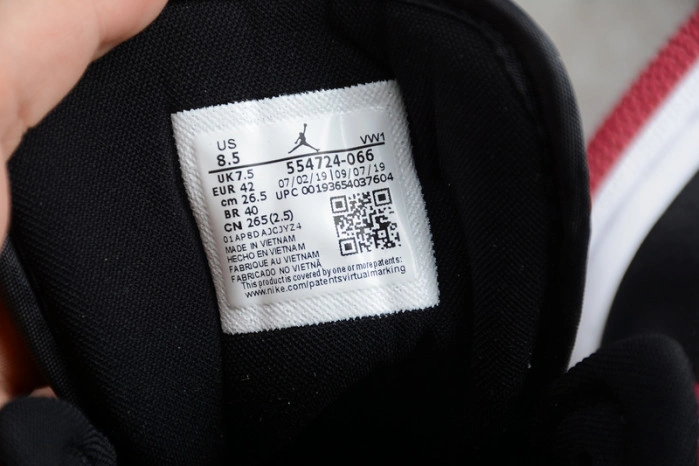 US
8.5
VW1
UK 7.5
EUR 42
cm 26.5
BR 40
CN 265(2.5)
554724-066
07/02/19 | 09/07/19
UPC 00193654037604
01AP8DAJCJYZ4
MADE IN VIETNAM
HECHO EN VIETNAM
FABRIQUE AU VIETNAM
FABRICADO NO VIETNÃ
This product is covered by one or more patents:
www.nike.com/patentsvirtualmarking